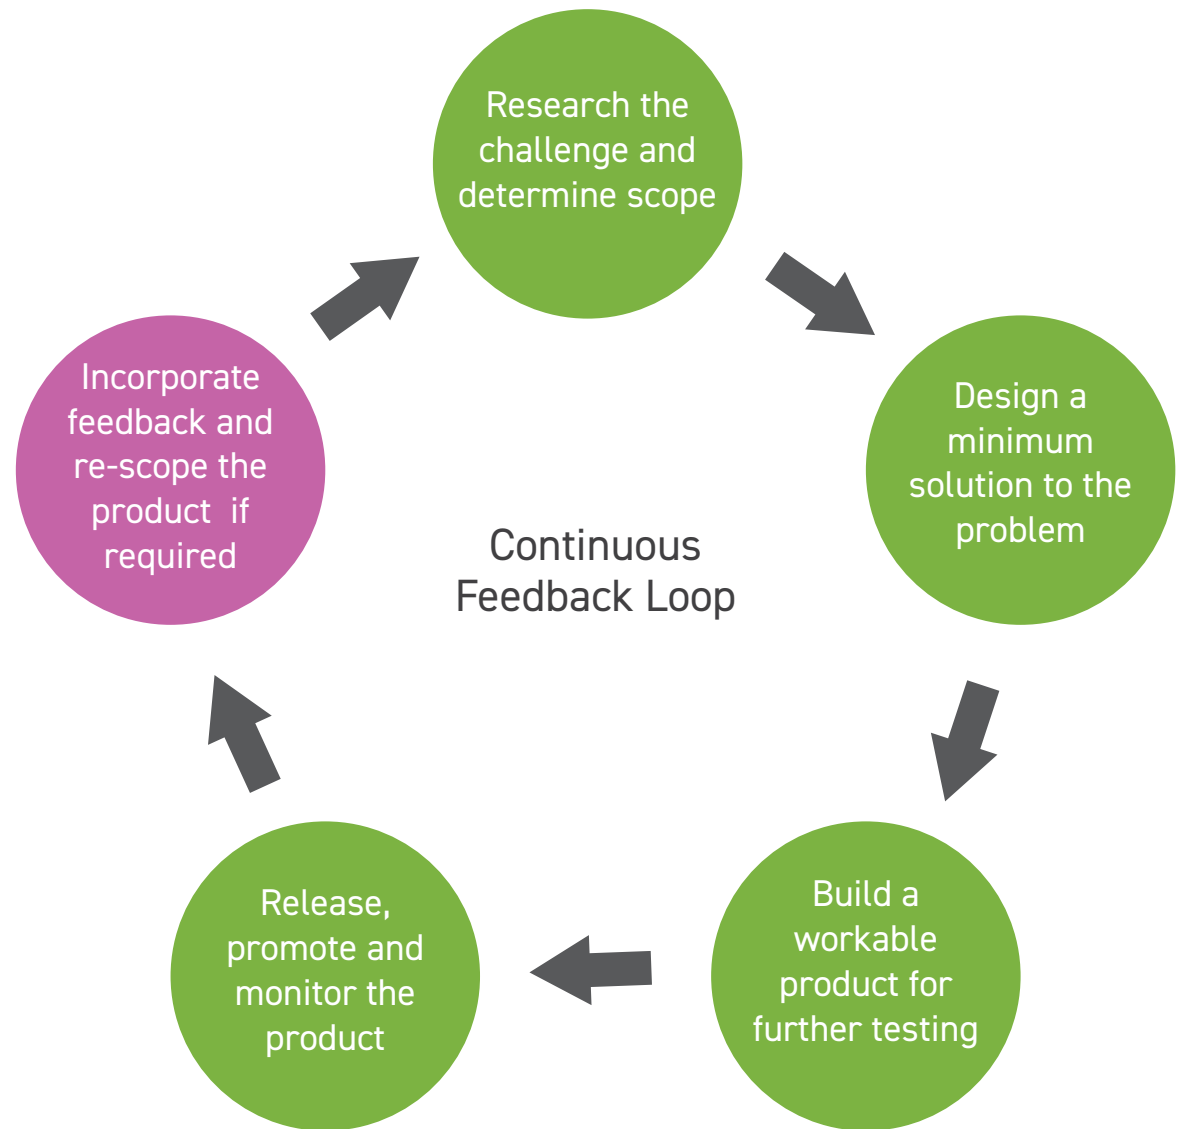 Research the
challenge and
determine scope
Design a
minimum
solution to the
problem
Build a
workable
product for
further testing
Release,
promote and
monitor the
product
Incorporate
feedback and
re-scope the
product  if
required
Continuous
Feedback Loop